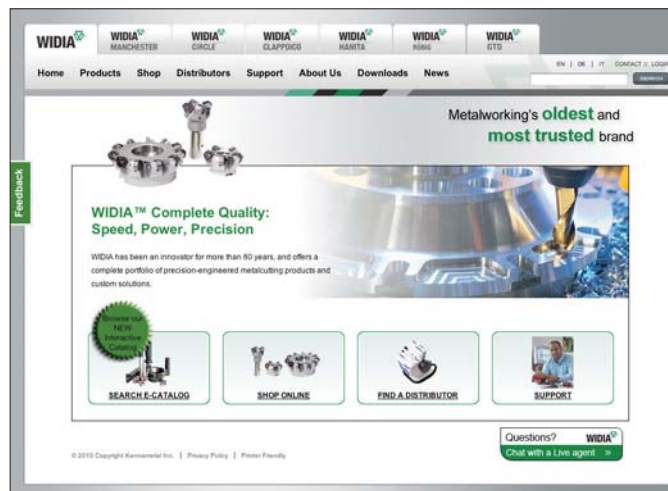 WIDIA
WIDIA MANCHESTER
WIDIA CIRCLE
WIDIA CLAPPDICO
WIDIA HANITA
WIDIA RÜBIG
WIDIA GTD
EN | DE | IT CONTACT // LOGIN
Home Products Shop Distributors Support About Us Downloads News
SEARCH
Metalworking's oldest and
most trusted brand
Feedback
WIDIA™ Complete Quality:
Speed, Power, Precision
WIDIA has been an innovator for more than 80 years, and offers a
complete portfolio of precision-engineered metalcutting products and
custom solutions.
Browse our
NEW
Interactive
Catalog
SEARCH E-CATALOG
SHOP ONLINE
FIND A DISTRIBUTOR
SUPPORT
Questions? WIDIA
Chat with a Live agent »
© 2010 Copyright Kennametal Inc. | Privacy Policy | Printer Friendly